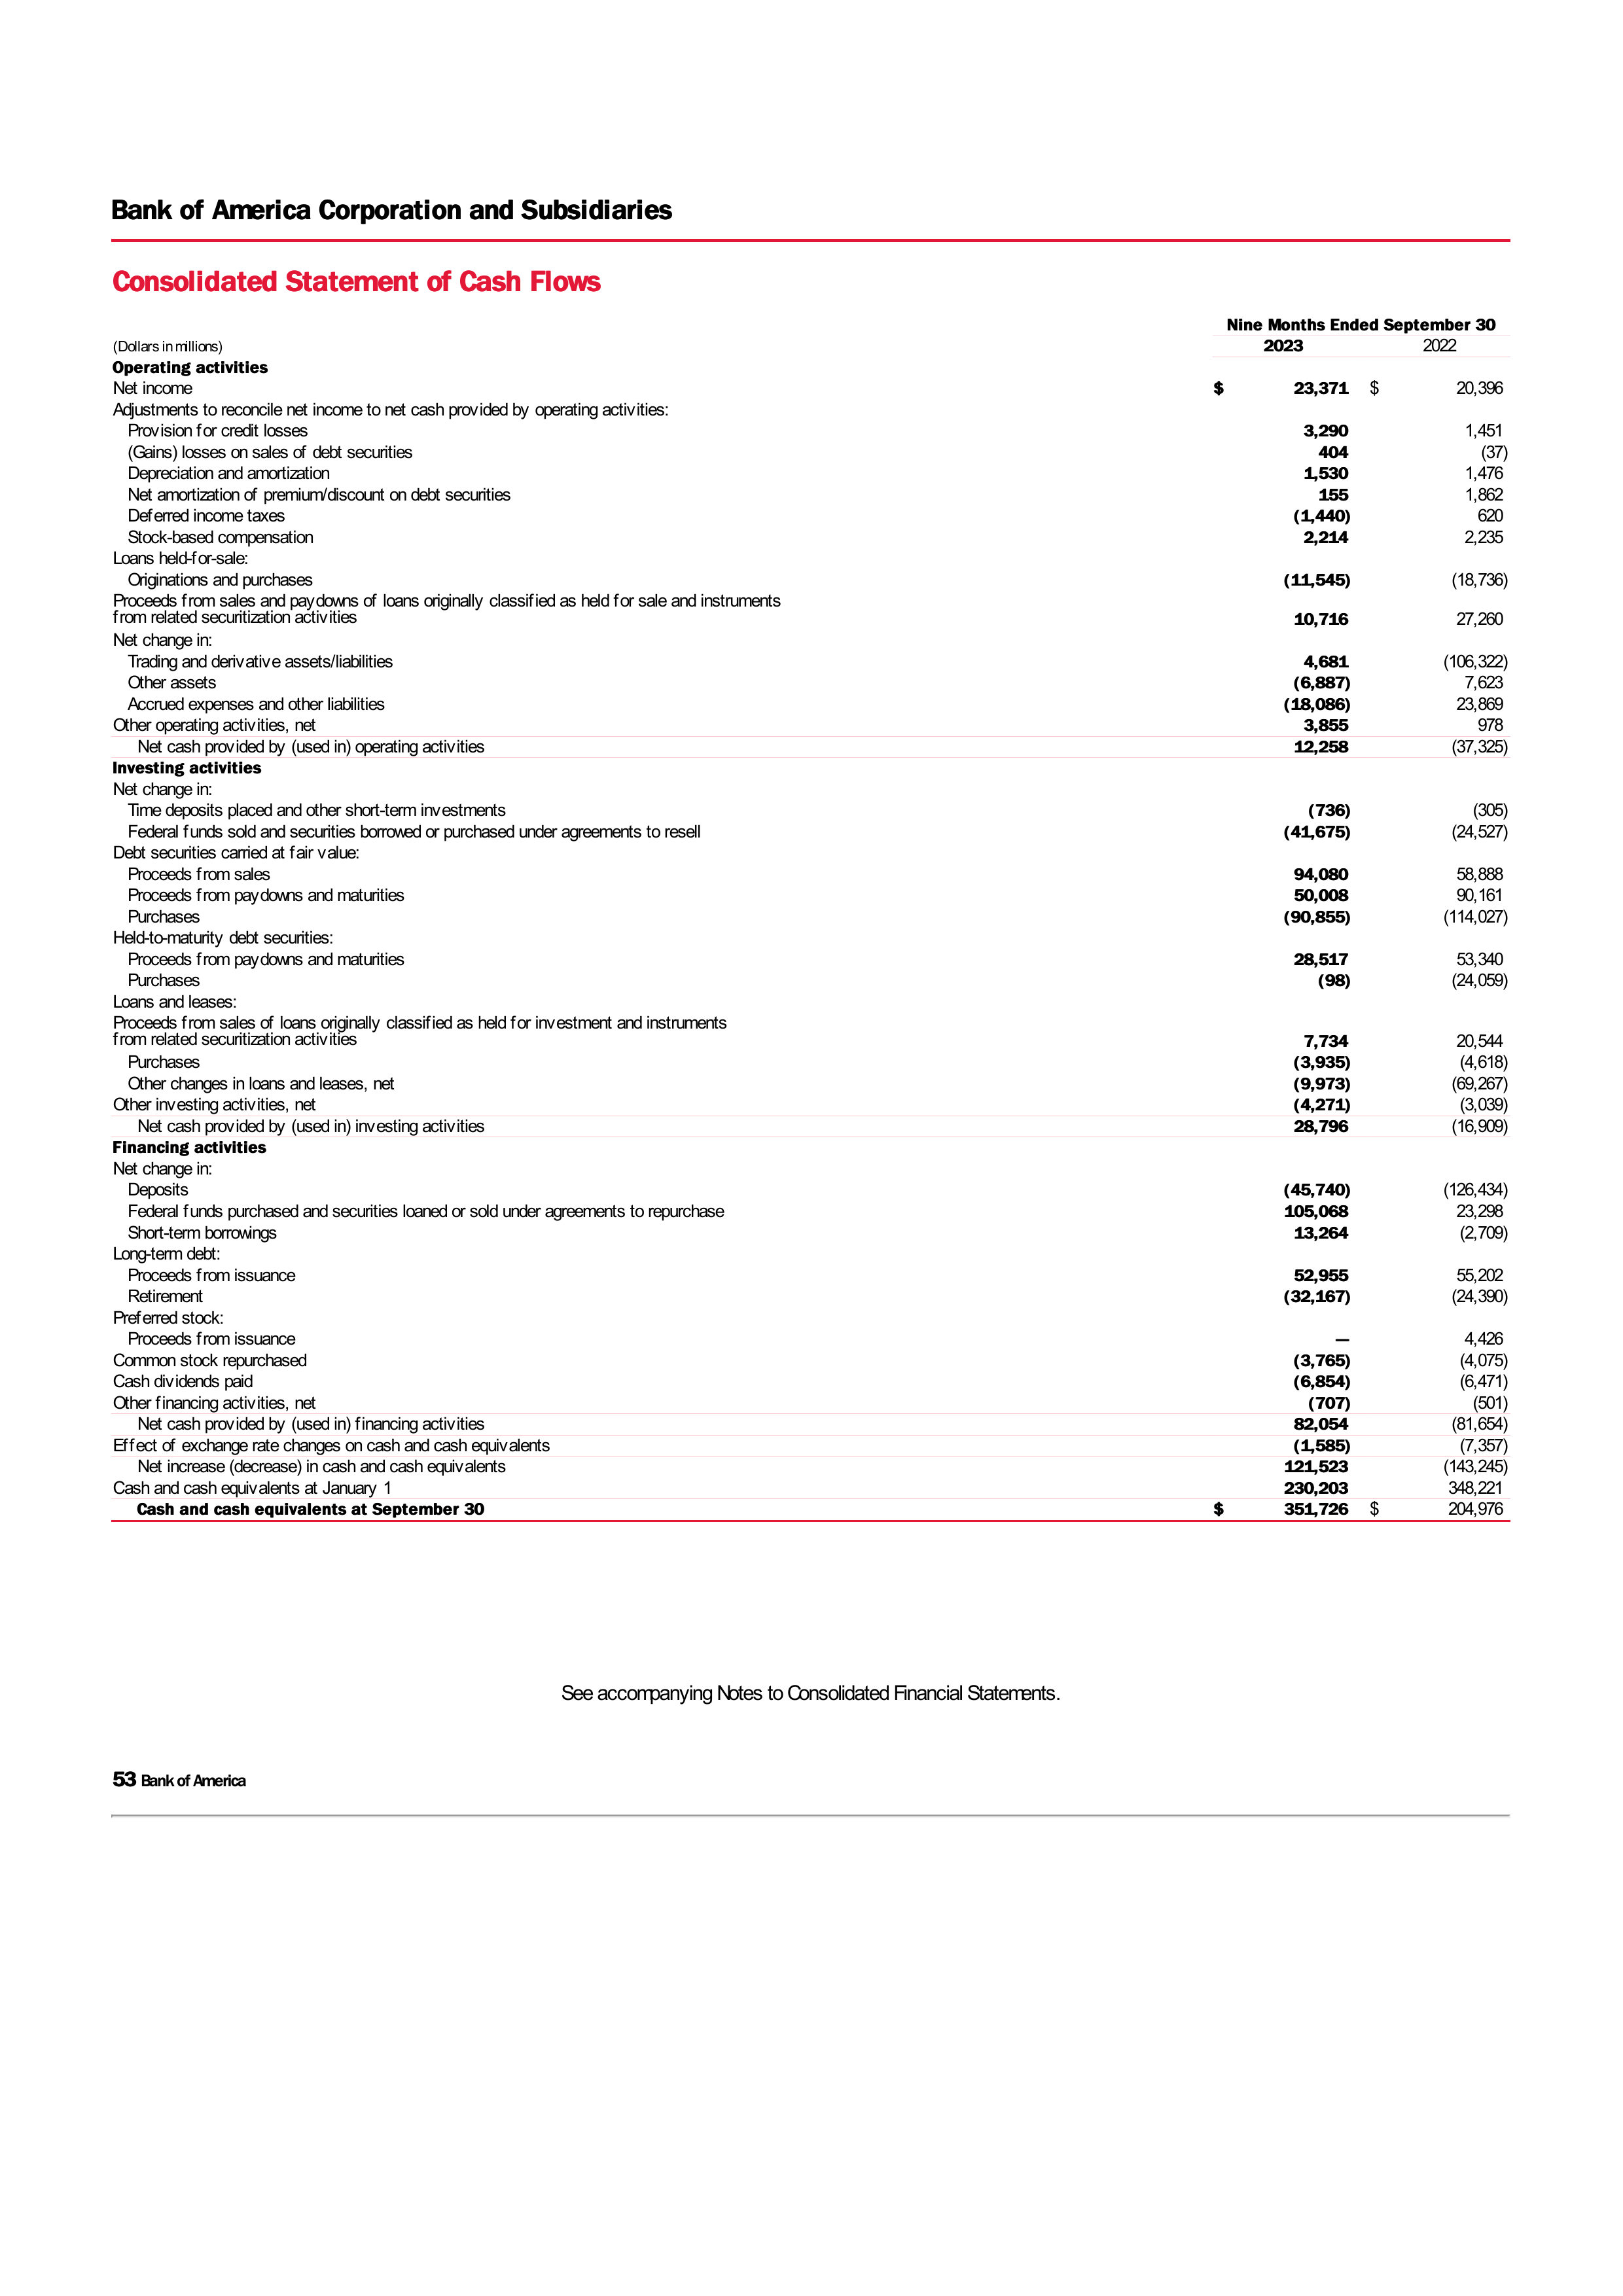 Bank of America Corporation and Subsidiaries
Consolidated Statement of Cash Flows
Nine Months Ended September 30
(Dollars in millions) 2023 2022
Operating activities
Net income $ 23,371 $ 20,396
Adjustments to reconcile net income to net cash provided by operating activities:
Provision for credit losses 3,290 1,451
(Gains) losses on sales of debt securities 404 (37)
Depreciation and amortization 1,530 1,476
Net amortization of premium/discount on debt securities 155 1,862
Deferred income taxes (1,440) 620
Stock-based compensation 2,214 2,235
Loans held-for-sale:
Originations and purchases (11,545) (18,736)
Proceeds from sales and paydowns of loans originally classified as held for sale and instruments
from related securitization activities 10,716 27,260
Net change in:
Trading and derivative assets/liabilities 4,681 (106,322)
Other assets (6,887) 7,623
Accrued expenses and other liabilities (18,086) 23,869
Other operating activities, net 3,855 978
Net cash provided by (used in) operating activities 12,258 (37,325)
Investing activities
Net change in:
Time deposits placed and other short-term investments (736) (305)
Federal funds sold and securities borrowed or purchased under agreements to resell (41,675) (24,527)
Debt securities carried at fair value:
Proceeds from sales 94,080 58,888
Proceeds from paydowns and maturities 50,008 90,161
Purchases (90,855) (114,027)
Held-to-maturity debt securities:
Proceeds from paydowns and maturities 28,517 53,340
Purchases (98) (24,059)
Loans and leases:
Proceeds from sales of loans originally classified as held for investment and instruments
from related securitization activities 7,734 20,544
Purchases (3,935) (4,618)
Other changes in loans and leases, net (9,973) (69,267)
Other investing activities, net (4,271) (3,039)
Net cash provided by (used in) investing activities 28,796 (16,909)
Financing activities
Net change in:
Deposits (45,740) (126,434)
Federal funds purchased and securities loaned or sold under agreements to repurchase 105,068 23,298
Short-term borrowings 13,264 (2,709)
Long-term debt:
Proceeds from issuance 52,955 55,202
Retirement (32,167) (24,390)
Preferred stock:
Proceeds from issuance — 4,426
Common stock repurchased (3,765) (4,075)
Cash dividends paid (6,854) (6,471)
Other financing activities, net (707) (501)
Net cash provided by (used in) financing activities 82,054 (81,654)
Effect of exchange rate changes on cash and cash equivalents (1,585) (7,357)
Net increase (decrease) in cash and cash equivalents 121,523 (143,245)
Cash and cash equivalents at January 1 230,203 348,221
Cash and cash equivalents at September 30 $ 351,726 $ 204,976
See accompanying Notes to Consolidated Financial Statements.
53 Bank of America